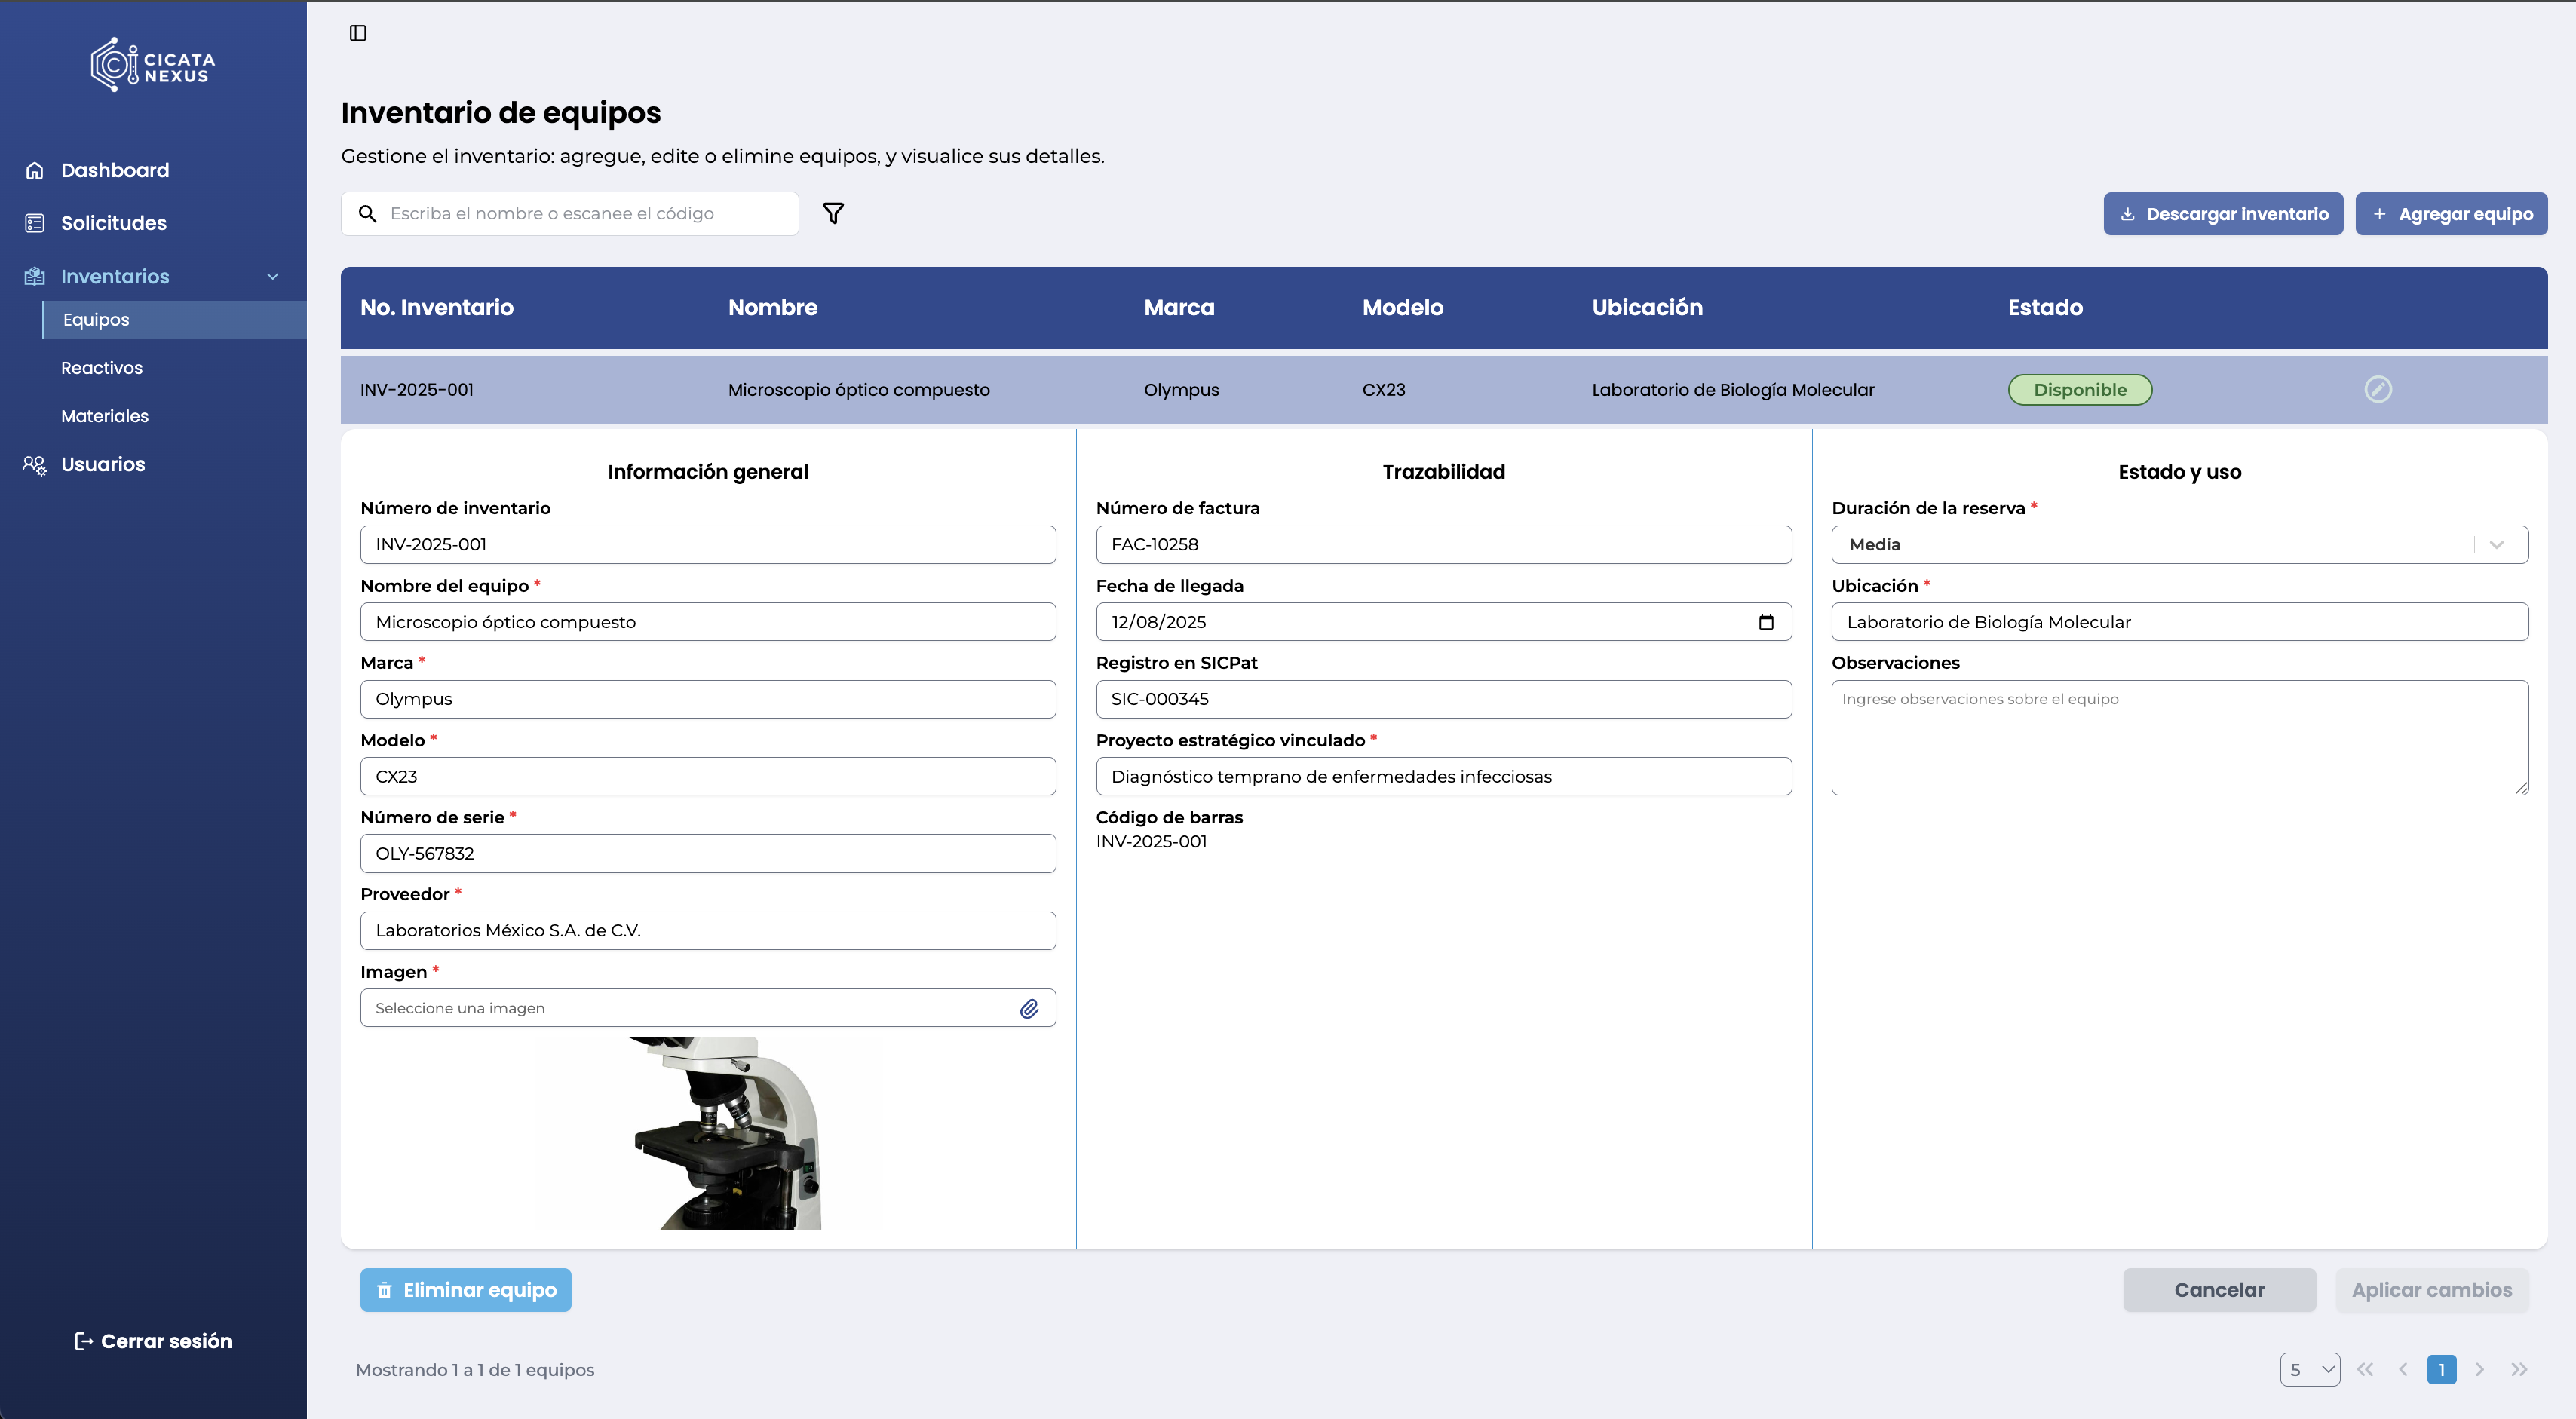 CICATA
NEXUS
Dashboard
Solicitudes
Inventarios
Equipos
Reactivos
Materiales
Usuarios
Cerrar sesión
Inventario de equipos
Gestione el inventario: agregue, edite o elimine equipos, y visualice sus detalles.
Escriba el nombre o escanee el código
Descargar inventario
+ Agregar equipo
No. Inventario Nombre Marca Modelo Ubicación Estado
INV-2025-001 Microscopio óptico compuesto Olympus CX23 Laboratorio de Biología Molecular Disponible
Información general
Número de inventario
INV-2025-001
Nombre del equipo *
Microscopio óptico compuesto
Marca *
Olympus
Modelo *
CX23
Número de serie *
OLY-567832
Proveedor *
Laboratorios México S.A. de C.V.
Imagen *
Seleccione una imagen
Trazabilidad
Número de factura
FAC-10258
Fecha de llegada
12/08/2025
Registro en SICPat
SIC-000345
Proyecto estratégico vinculado *
Diagnóstico temprano de enfermedades infecciosas
Código de barras
INV-2025-001
Estado y uso
Duración de la reserva *
Media
Ubicación *
Laboratorio de Biología Molecular
Observaciones
Ingrese observaciones sobre el equipo
Eliminar equipo
Cancelar
Aplicar cambios
Mostrando 1 a 1 de 1 equipos
5
1